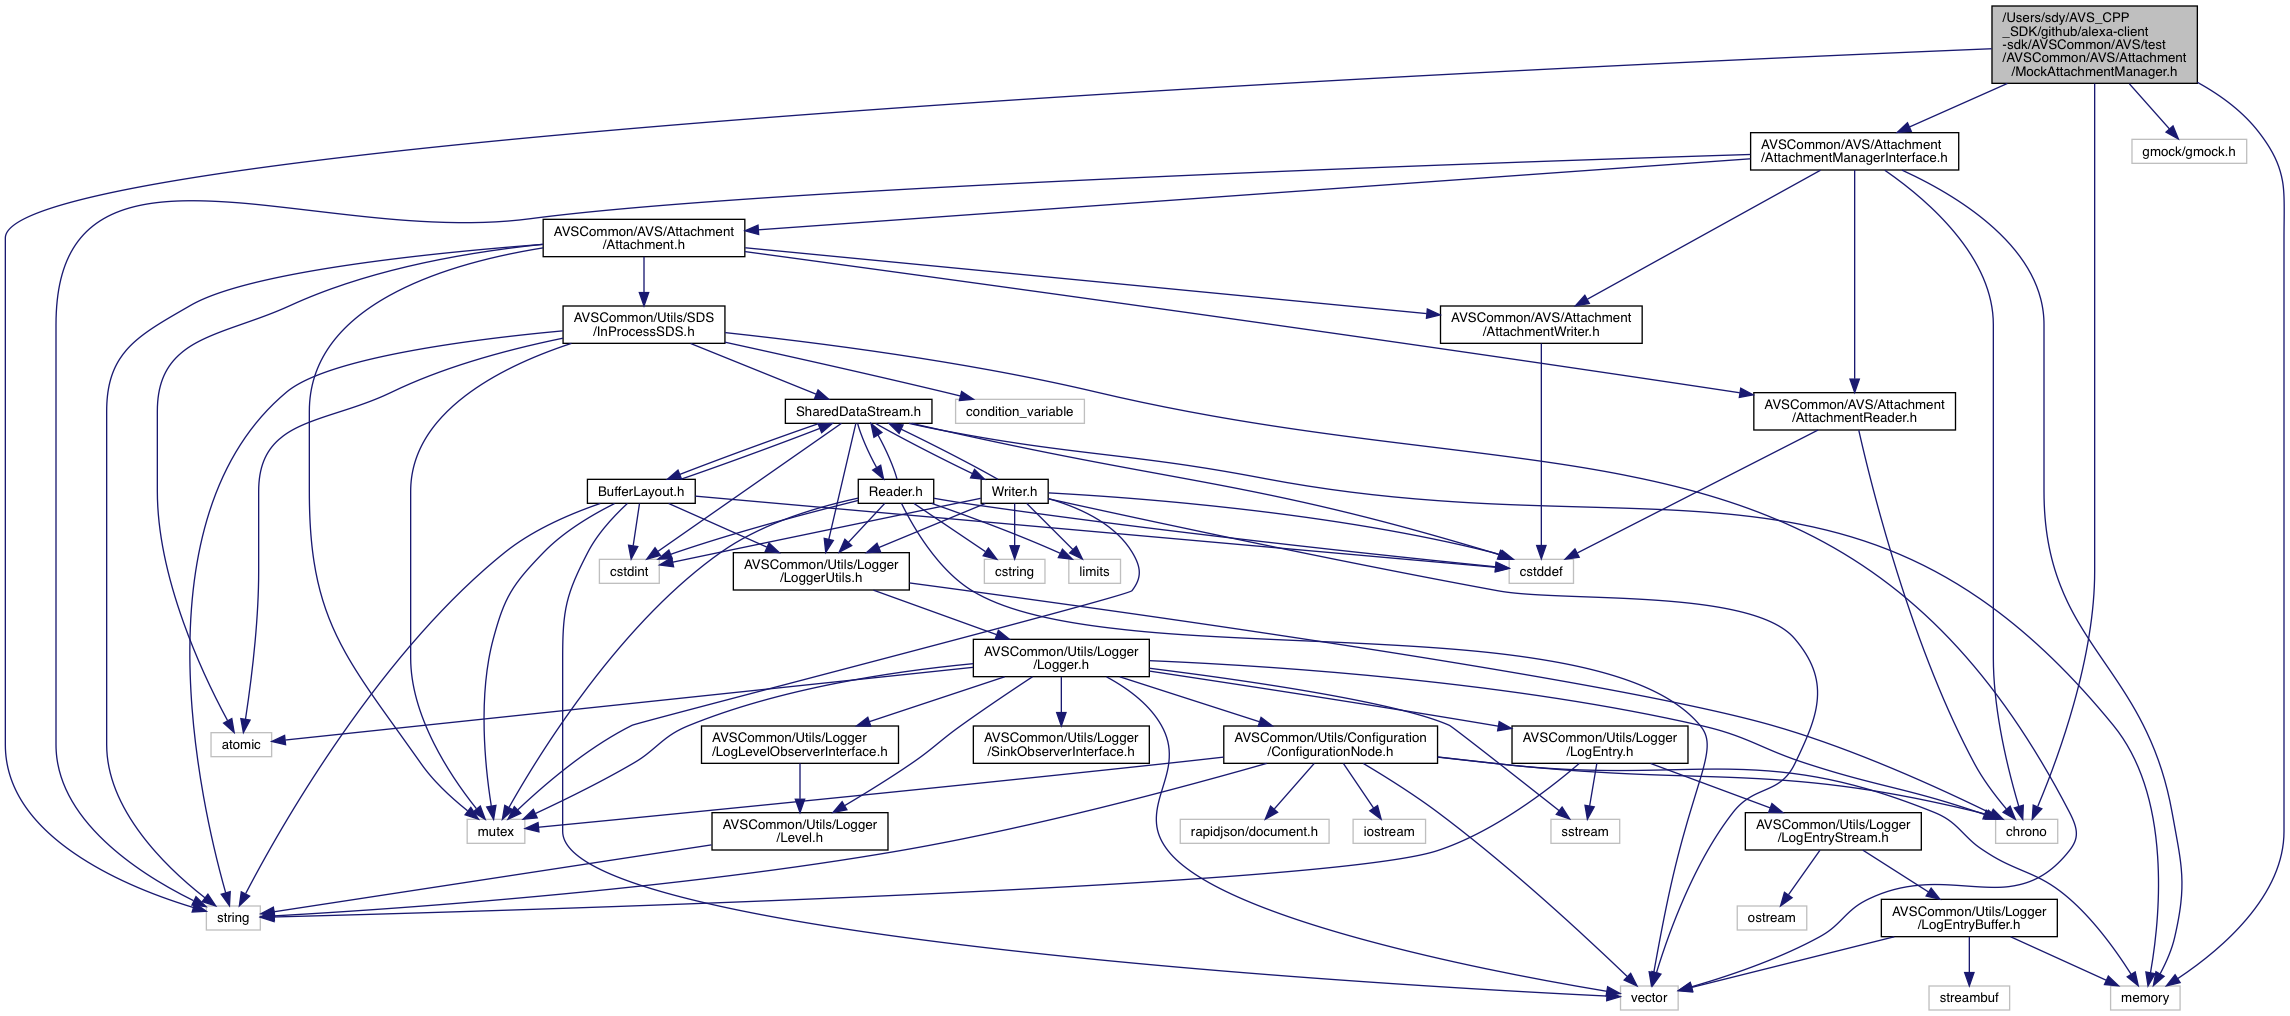 /Users/sdy/AVS_CPP
_SDK/github/alexa-client
-sdk/AVSCommon/AVS/test
/AVSCommon/AVS/Attachment
/MockAttachmentManager.h
AVSCommon/AVS/Attachment
/AttachmentManagerInterface.h
gmock/gmock.h
AVSCommon/AVS/Attachment
/Attachment.h
AVSCommon/Utils/SDS
/InProcessSDS.h
AVSCommon/AVS/Attachment
/AttachmentWriter.h
SharedDataStream.h
condition_variable
AVSCommon/AVS/Attachment
/AttachmentReader.h
BufferLayout.h
Reader.h
Writer.h
cstdint
AVSCommon/Utils/Logger
/LoggerUtils.h
cstring
limits
cstddef
AVSCommon/Utils/Logger
/Logger.h
atomic
AVSCommon/Utils/Logger
/LogLevelObserverInterface.h
AVSCommon/Utils/Logger
/SinkObserverInterface.h
AVSCommon/Utils/Configuration
/ConfigurationNode.h
AVSCommon/Utils/Logger
/LogEntry.h
mutex
AVSCommon/Utils/Logger
/Level.h
rapidjson/document.h
iostream
sstream
AVSCommon/Utils/Logger
/LogEntryStream.h
chrono
string
ostream
AVSCommon/Utils/Logger
/LogEntryBuffer.h
vector
streambuf
memory